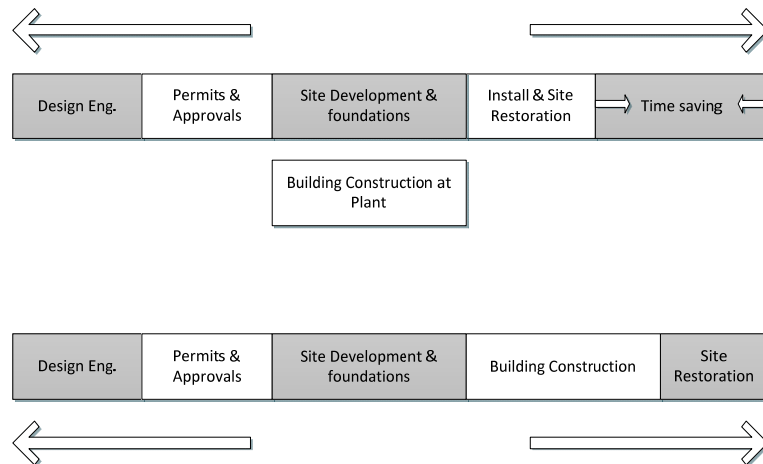 Design Eng.
Permits &
Approvals
Site Development &
foundations
Install & Site
Restoration
Time saving
Building Construction at
Plant
Design Eng.
Permits &
Approvals
Site Development &
foundations
Building Construction
Site
Restoration